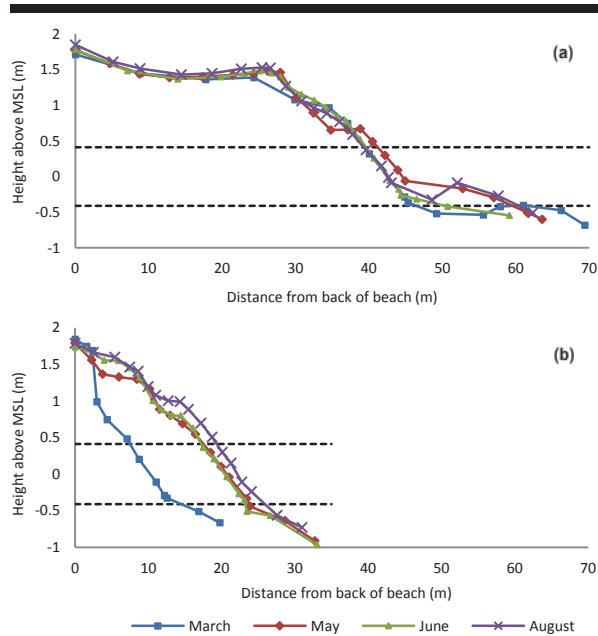 (a)
Height above MSL (m)
2
1.5
1
0.5
0
-0.5
-1
0 10 20 30 40 50 60 70
Distance from back of beach (m)
(b)
Height above MSL (m)
2
1.5
1
0.5
0
-0.5
-1
0 10 20 30 40 50 60 70
Distance from back of beach (m)
March May June August